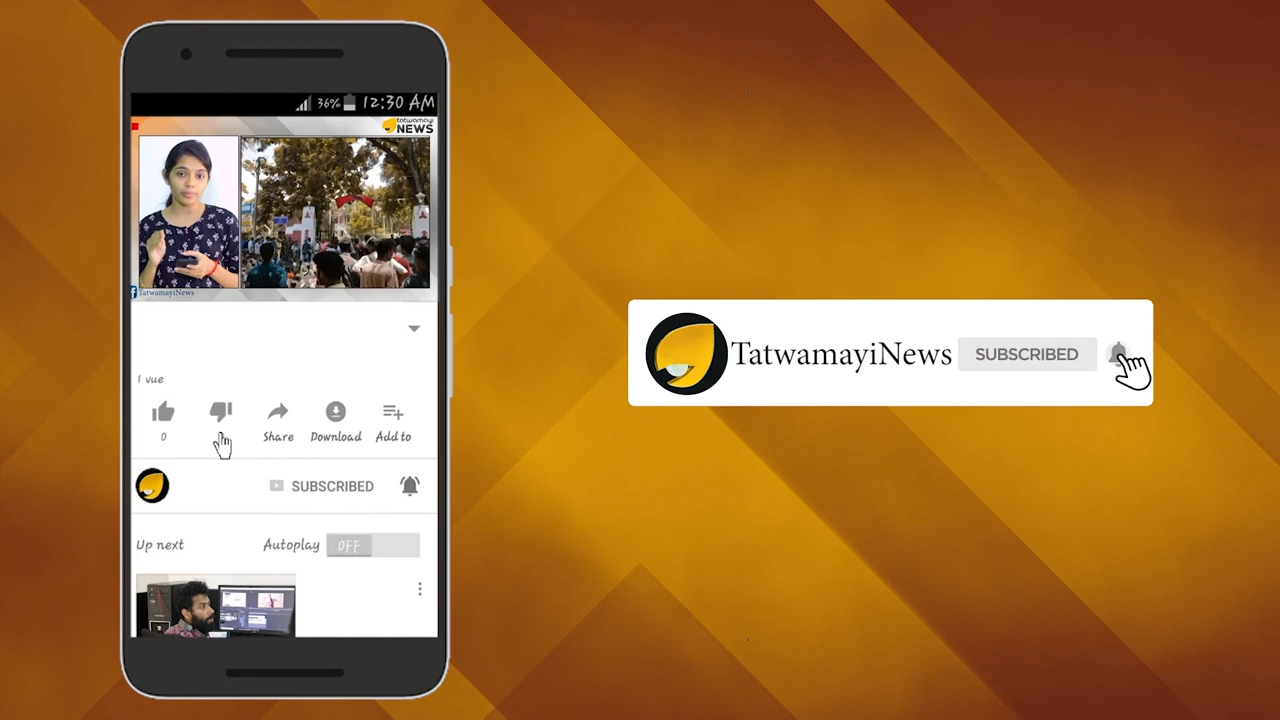 36% 12:30 AM
tatwamayi
NEWS
TatwamayiNews
1 vue
0 Share Download Add to
SUBSCRIBED
Up next Autoplay OFF
TatwamayiNews SUBSCRIBED